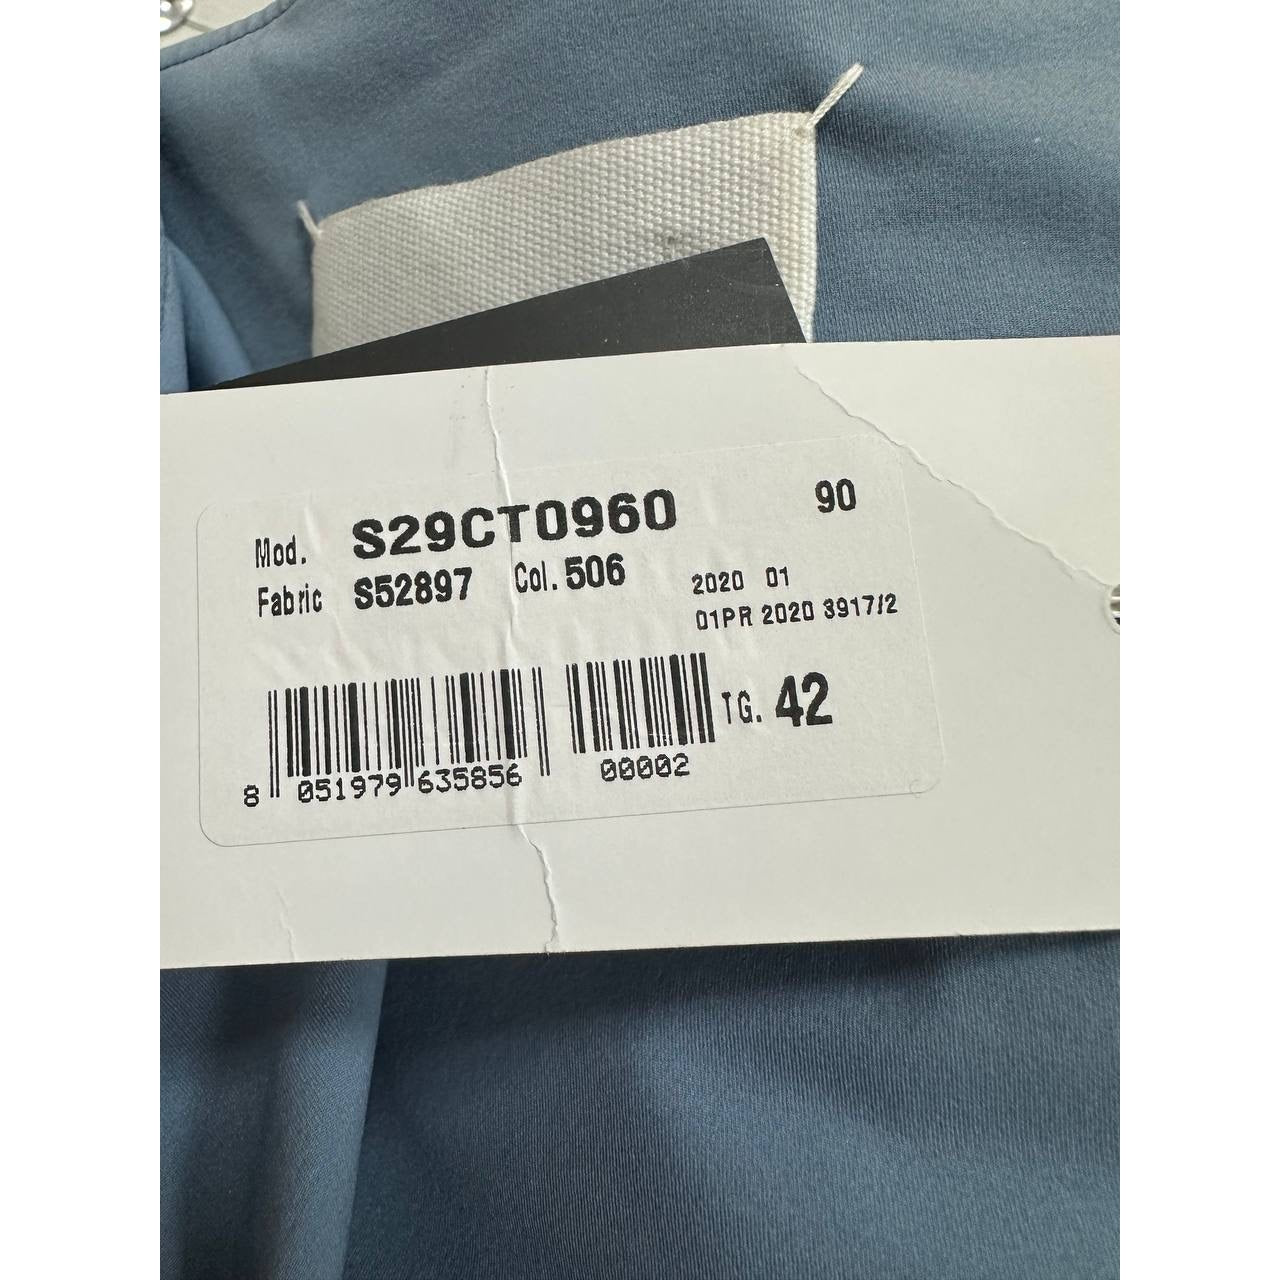 Mod. S29CT0960 90
Fabric S52897 Col. 506
2020 01
01PR 2020 3917/2
8 051979 635856 00002
TG. 42